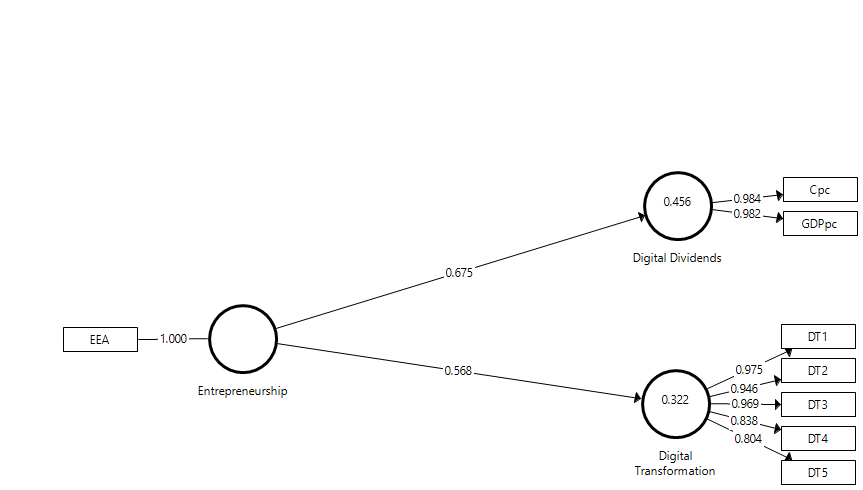 Cpc
0.984
0.456
0.982
GDPpc
Digital Dividends
0.675
EEA
1.000
Entrepreneurship
0.568
DT1
0.975
DT2
0.946
0.322
0.969
DT3
0.838
DT4
0.804
DT5
Digital
Transformation